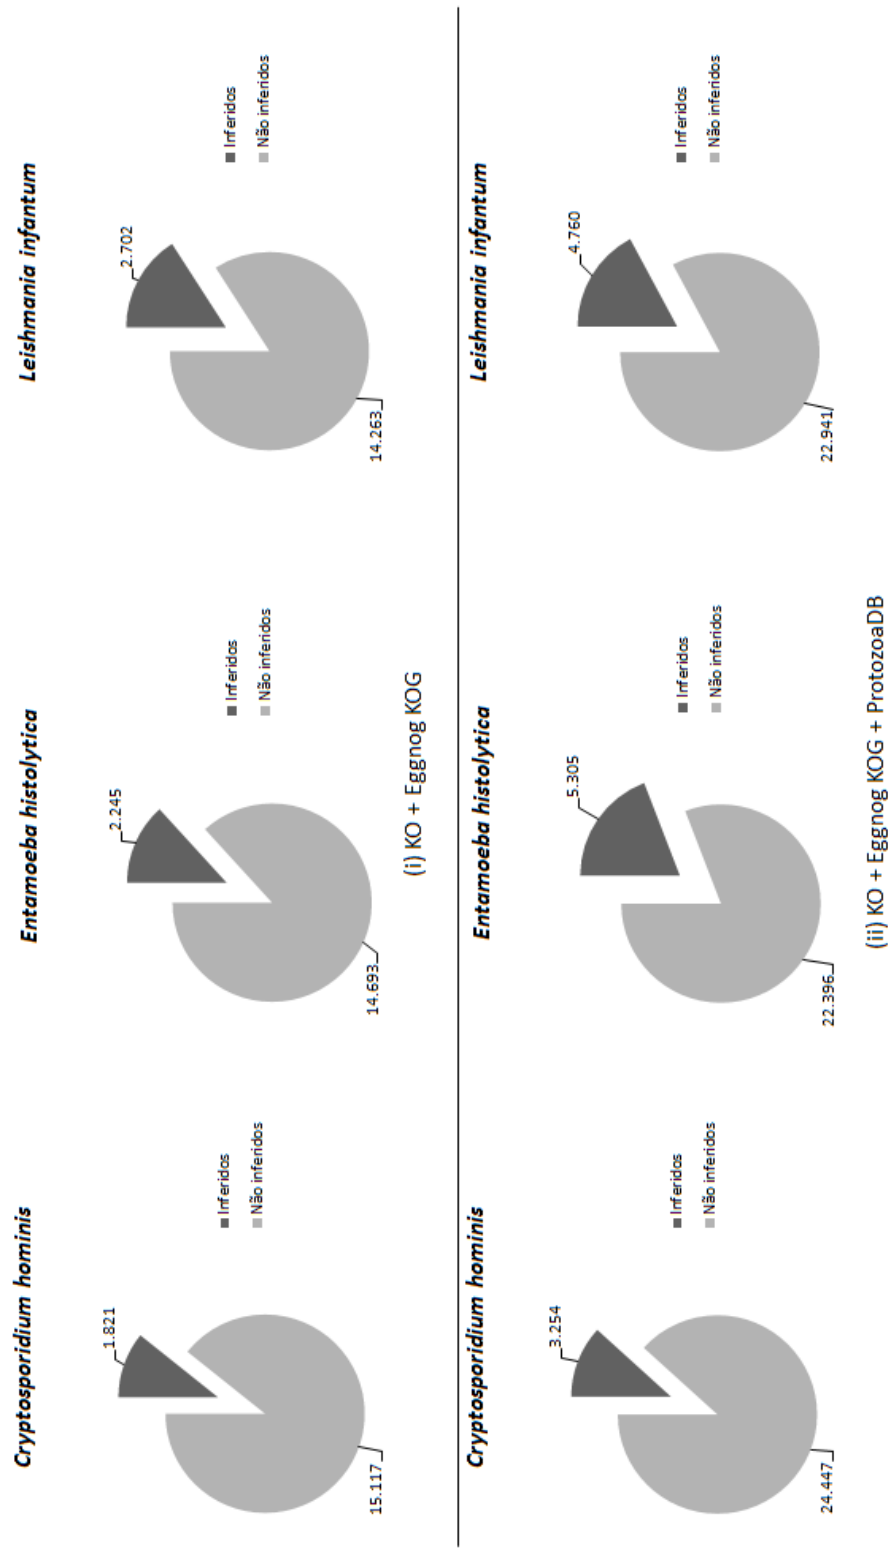 Cryptosporidium hominis
1.821
15.117
Inferidos
Não inferidos
Entamoeba histolytica
2.245
14.693
Inferidos
Não inferidos
Leishmania infantum
2.702
14.263
Inferidos
Não inferidos
(i) KO + Eggnog KOG
Cryptosporidium hominis
3.254
24.447
Inferidos
Não inferidos
Entamoeba histolytica
5.305
22.396
Inferidos
Não inferidos
Leishmania infantum
4.760
22.941
Inferidos
Não inferidos
(ii) KO + Eggnog KOG + ProtozoaDB